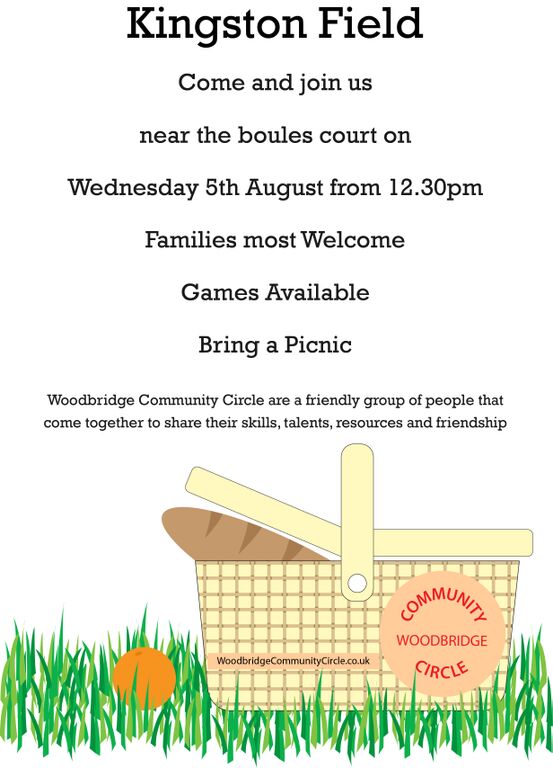 Kingston Field
Come and join us
near the boules court on
Wednesday 5th August from 12.30pm
Families most Welcome
Games Available
Bring a Picnic
Woodbridge Community Circle are a friendly group of people that
come together to share their skills, talents, resources and friendship
COMMUNITY
WOODBRIDGE
CIRCLE
WoodbridgeCommunityCircle.co.uk